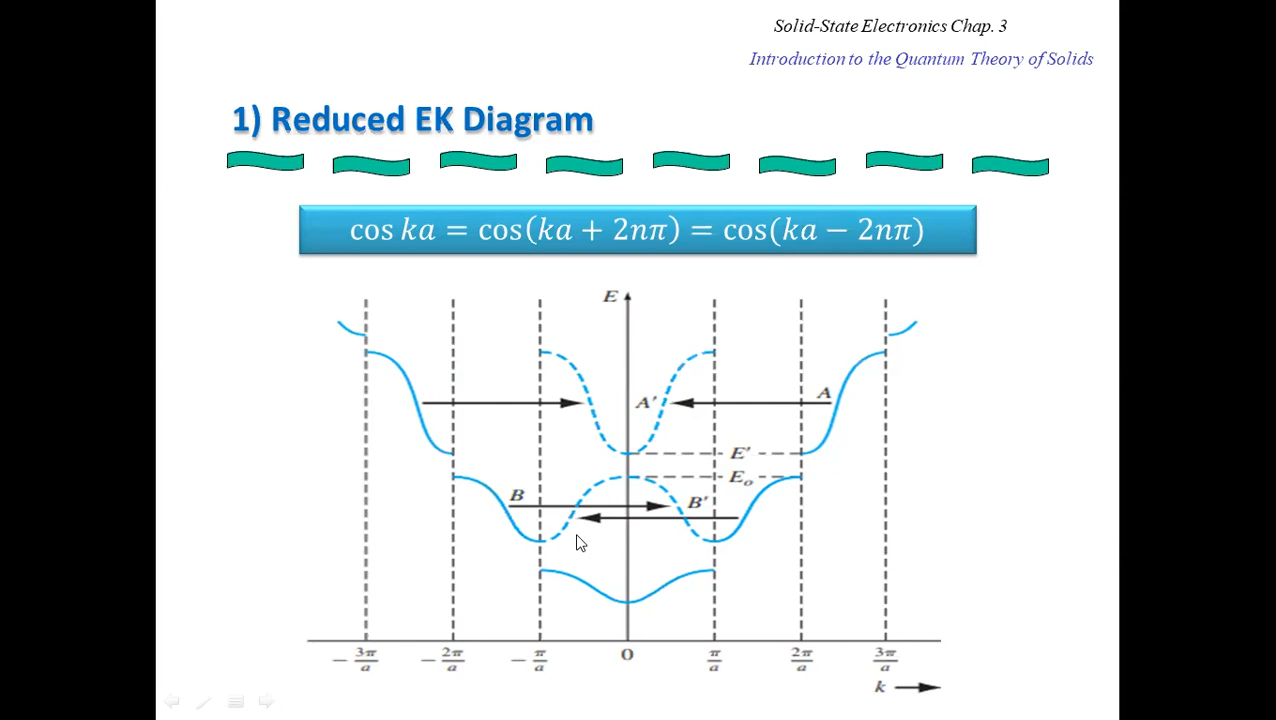 Solid-State Electronics Chap. 3
Introduction to the Quantum Theory of Solids
1) Reduced EK Diagram
cos ka = cos(ka + 2nπ) = cos(ka − 2nπ)
E
A' A
E'
E₀
B B'
−3π/a −2π/a −π/a 0 π/a 2π/a 3π/a
k